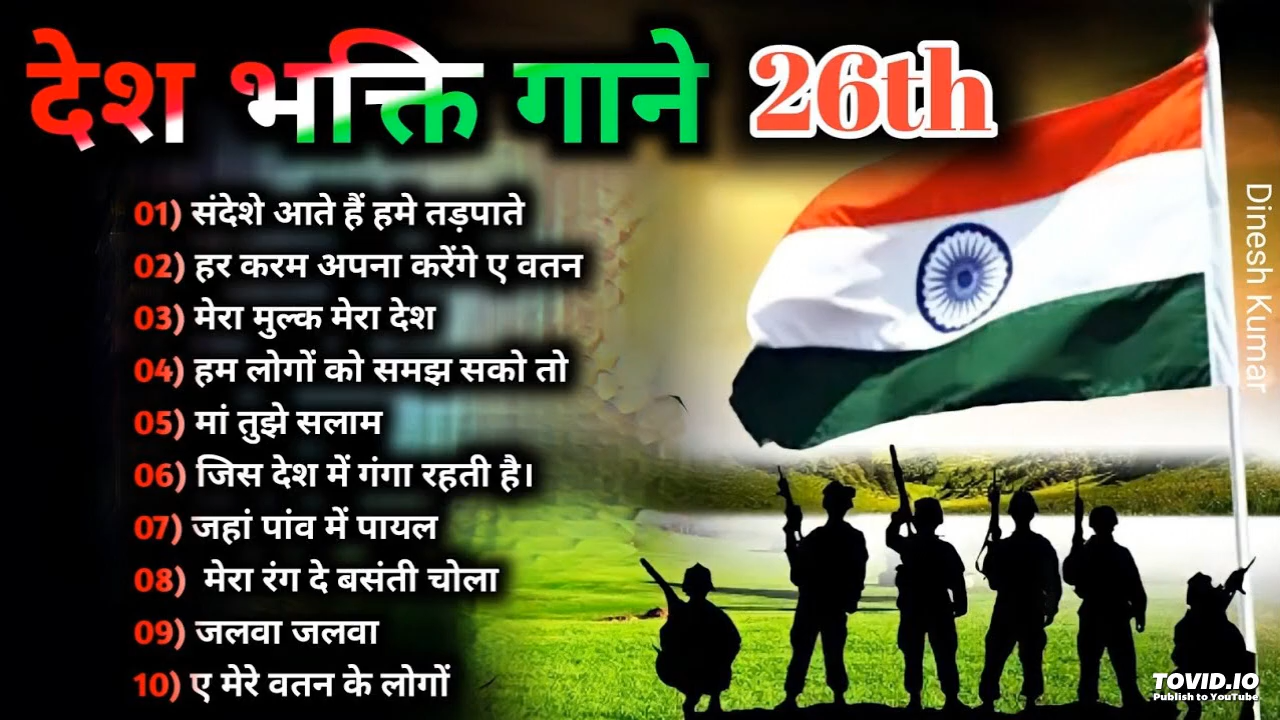 देश भक्ति गाने 26th
01) संदेशे आते हैं हमे तड़पाते
02) हर करम अपना करेंगे ए वतन
03) मेरा मुल्क मेरा देश
04) हम लोगों को समझ सको तो
05) मां तुझे सलाम
06) जिस देश में गंगा रहती है।
07) जहां पांव में पायल
08) मेरा रंग दे बसंती चोला
09) जलवा जलवा
10) ए मेरे वतन के लोगों
Dinesh Kumar
TOVID.IO
Publish to YouTube